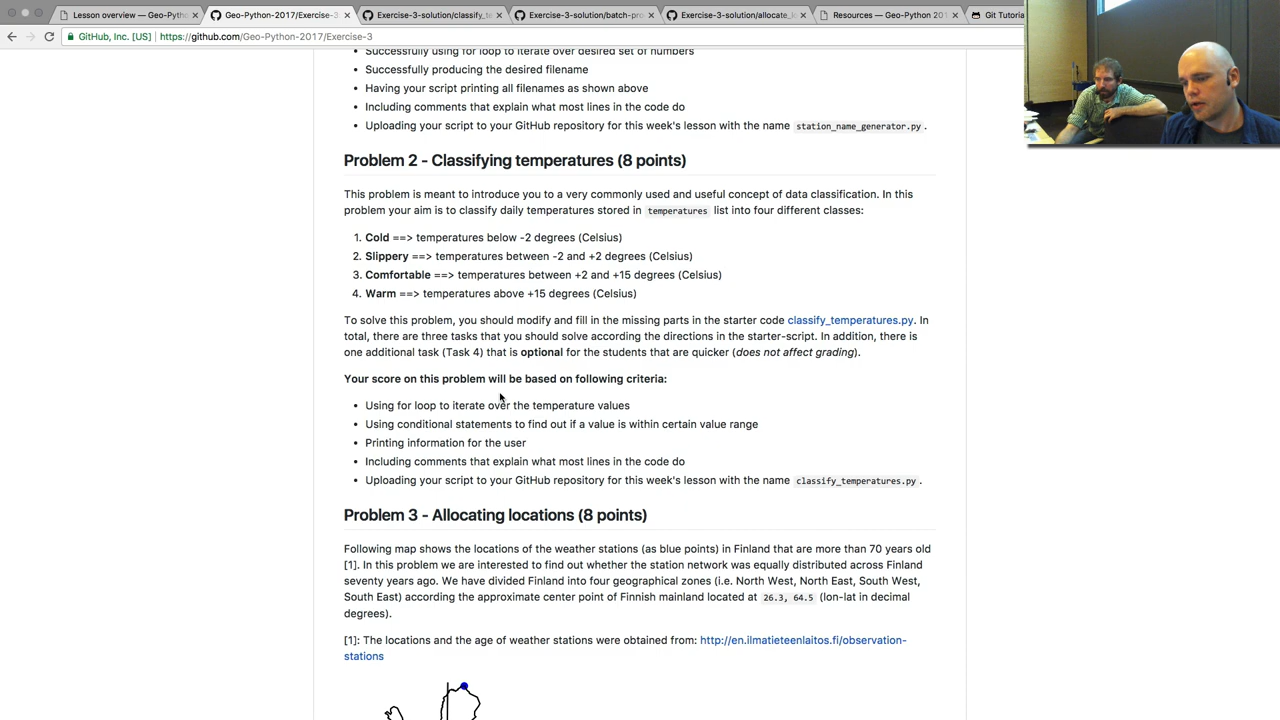 Lesson overview — Geo-Pytho
Geo-Python-2017/Exercise-3
Exercise-3-solution/classify_te
Exercise-3-solution/batch-pro
Exercise-3-solution/allocate_lo
Resources — Geo Python 201
Git Tutoria
GitHub, Inc. [US] | https://github.com/Geo-Python-2017/Exercise-3
• Successfully using for loop to iterate over desired set of numbers
• Successfully producing the desired filename
• Having your script printing all filenames as shown above
• Including comments that explain what most lines in the code do
• Uploading your script to your GitHub repository for this week's lesson with the name station_name_generator.py .
Problem 2 - Classifying temperatures (8 points)
This problem is meant to introduce you to a very commonly used and useful concept of data classification. In this
problem your aim is to classify daily temperatures stored in temperatures list into four different classes:
1. Cold ==> temperatures below -2 degrees (Celsius)
2. Slippery ==> temperatures between -2 and +2 degrees (Celsius)
3. Comfortable ==> temperatures between +2 and +15 degrees (Celsius)
4. Warm ==> temperatures above +15 degrees (Celsius)
To solve this problem, you should modify and fill in the missing parts in the starter code classify_temperatures.py. In
total, there are three tasks that you should solve according the directions in the starter-script. In addition, there is
one additional task (Task 4) that is optional for the students that are quicker (does not affect grading).
Your score on this problem will be based on following criteria:
• Using for loop to iterate over the temperature values
• Using conditional statements to find out if a value is within certain value range
• Printing information for the user
• Including comments that explain what most lines in the code do
• Uploading your script to your GitHub repository for this week's lesson with the name classify_temperatures.py .
Problem 3 - Allocating locations (8 points)
Following map shows the locations of the weather stations (as blue points) in Finland that are more than 70 years old
[1]. In this problem we are interested to find out whether the station network was equally distributed across Finland
seventy years ago. We have divided Finland into four geographical zones (i.e. North West, North East, South West,
South East) according the approximate center point of Finnish mainland located at 26.3, 64.5 (lon-lat in decimal
degrees).
[1]: The locations and the age of weather stations were obtained from: http://en.ilmatieteenlaitos.fi/observation-
stations